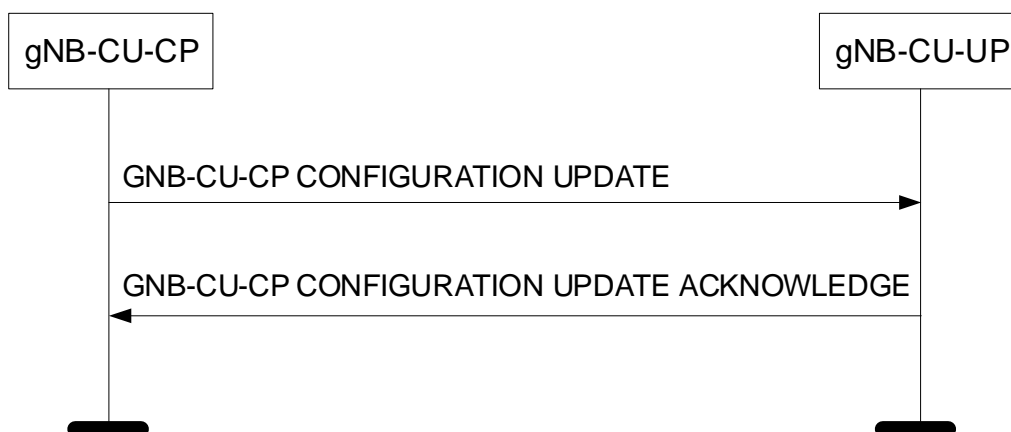 gNB-CU-CP
gNB-CU-UP
GNB-CU-CP CONFIGURATION UPDATE
GNB-CU-CP CONFIGURATION UPDATE ACKNOWLEDGE